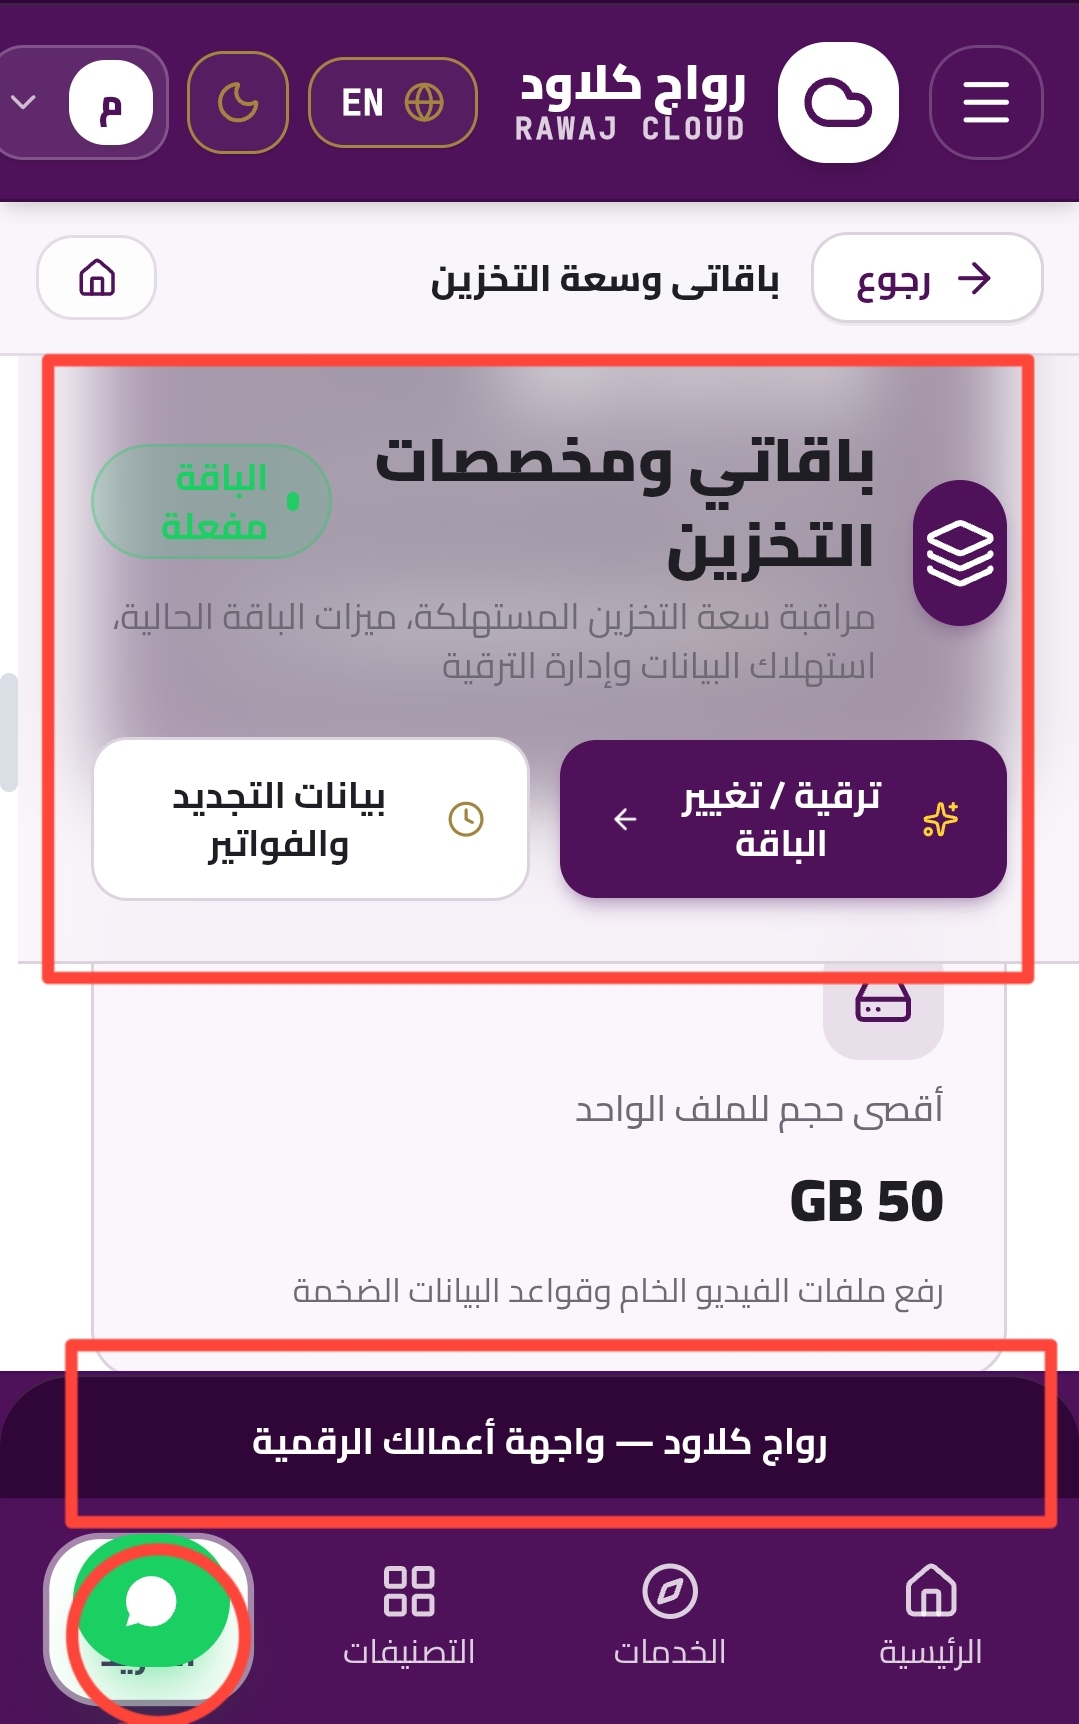 رواج كلاود
RAWAJ CLOUD
EN
م
رجوع
باقاتى وسعة التخزين
باقاتي ومخصصات
التخزين
الباقة
مفعلة
مراقبة سعة التخزين المستهلكة، ميزات الباقة الحالية،
استهلاك البيانات وإدارة الترقية
ترقية / تغيير
الباقة
بيانات التجديد
والفواتير
أقصى حجم للملف الواحد
50 GB
رفع ملفات الفيديو الخام وقواعد البيانات الضخمة
رواج كلاود — واجهة أعمالك الرقمية
الرئيسية
الخدمات
التصنيفات